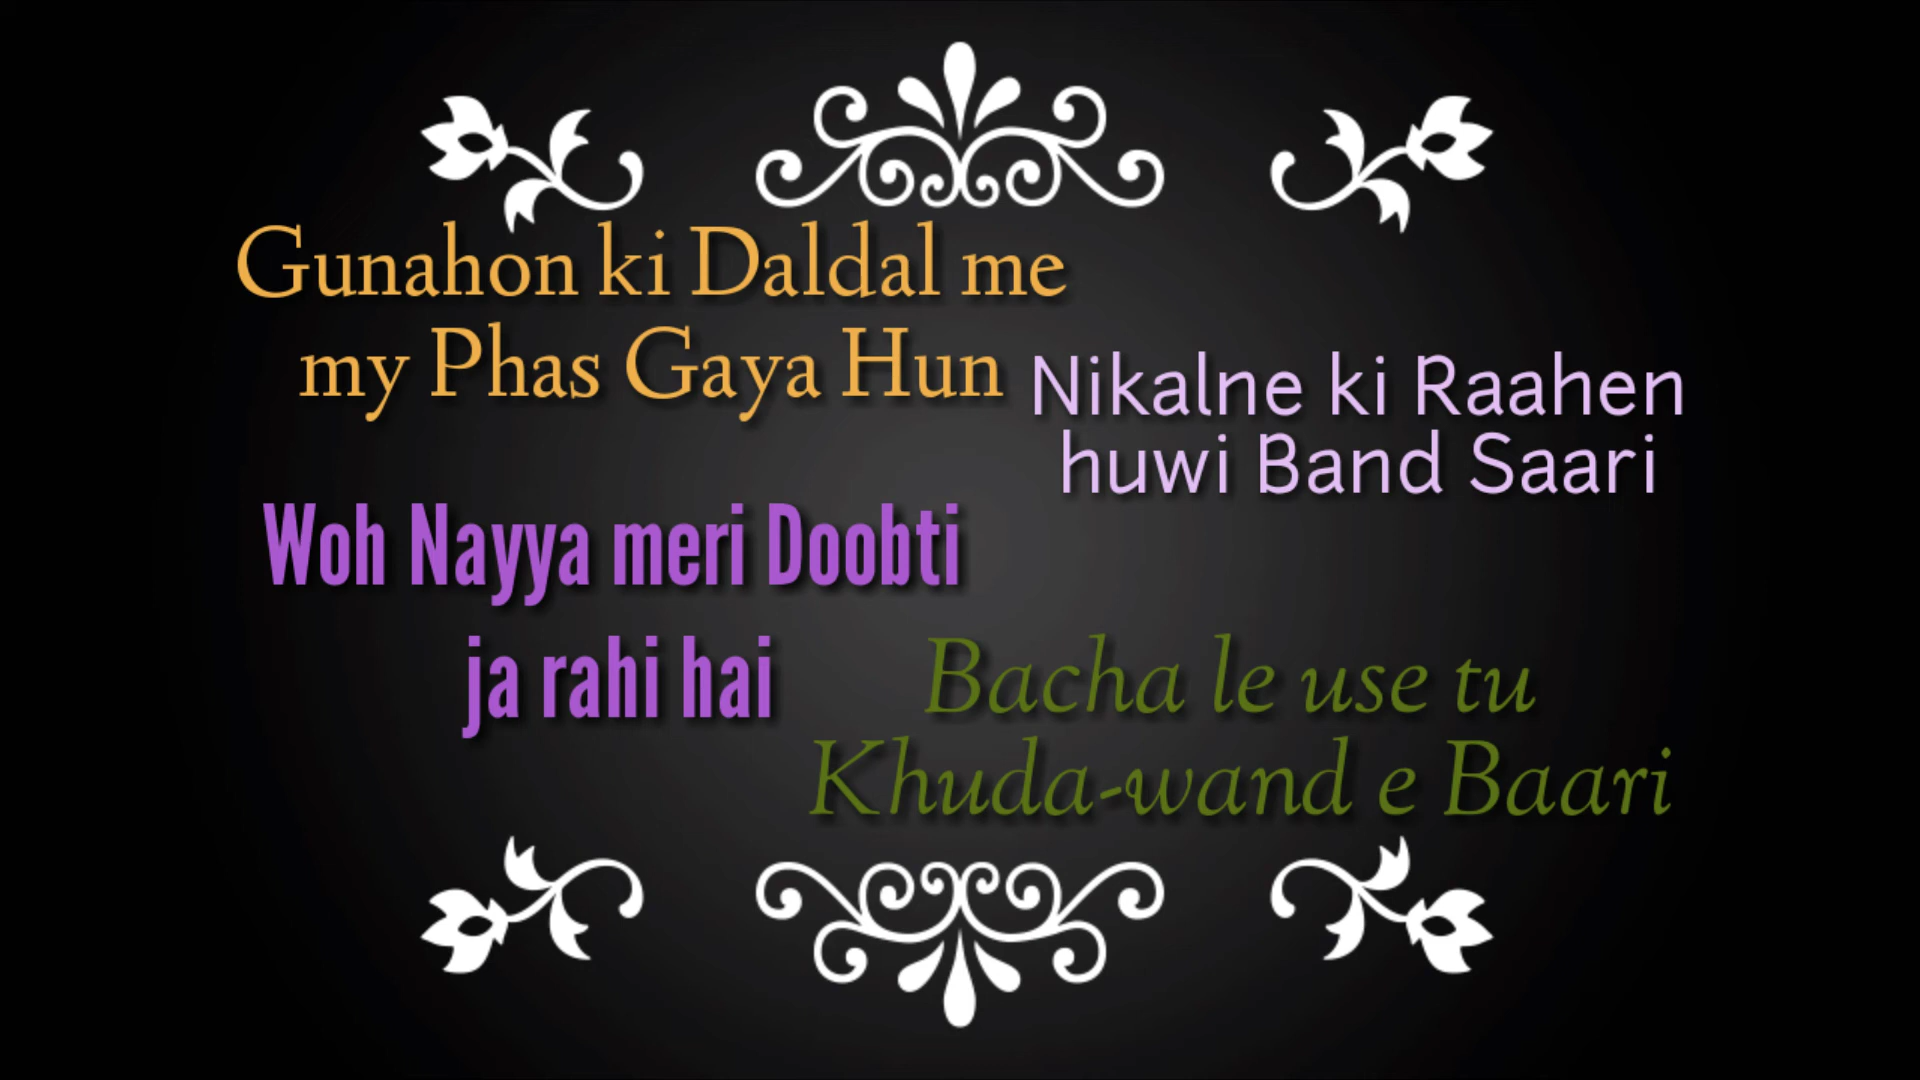 Gunahon ki Daldal me
my Phas Gaya Hun
Nikalne ki Raahen
huwi Band Saari
Woh Nayya meri Doobti
ja rahi hai
Bacha le use tu
Khuda-wand e Baari